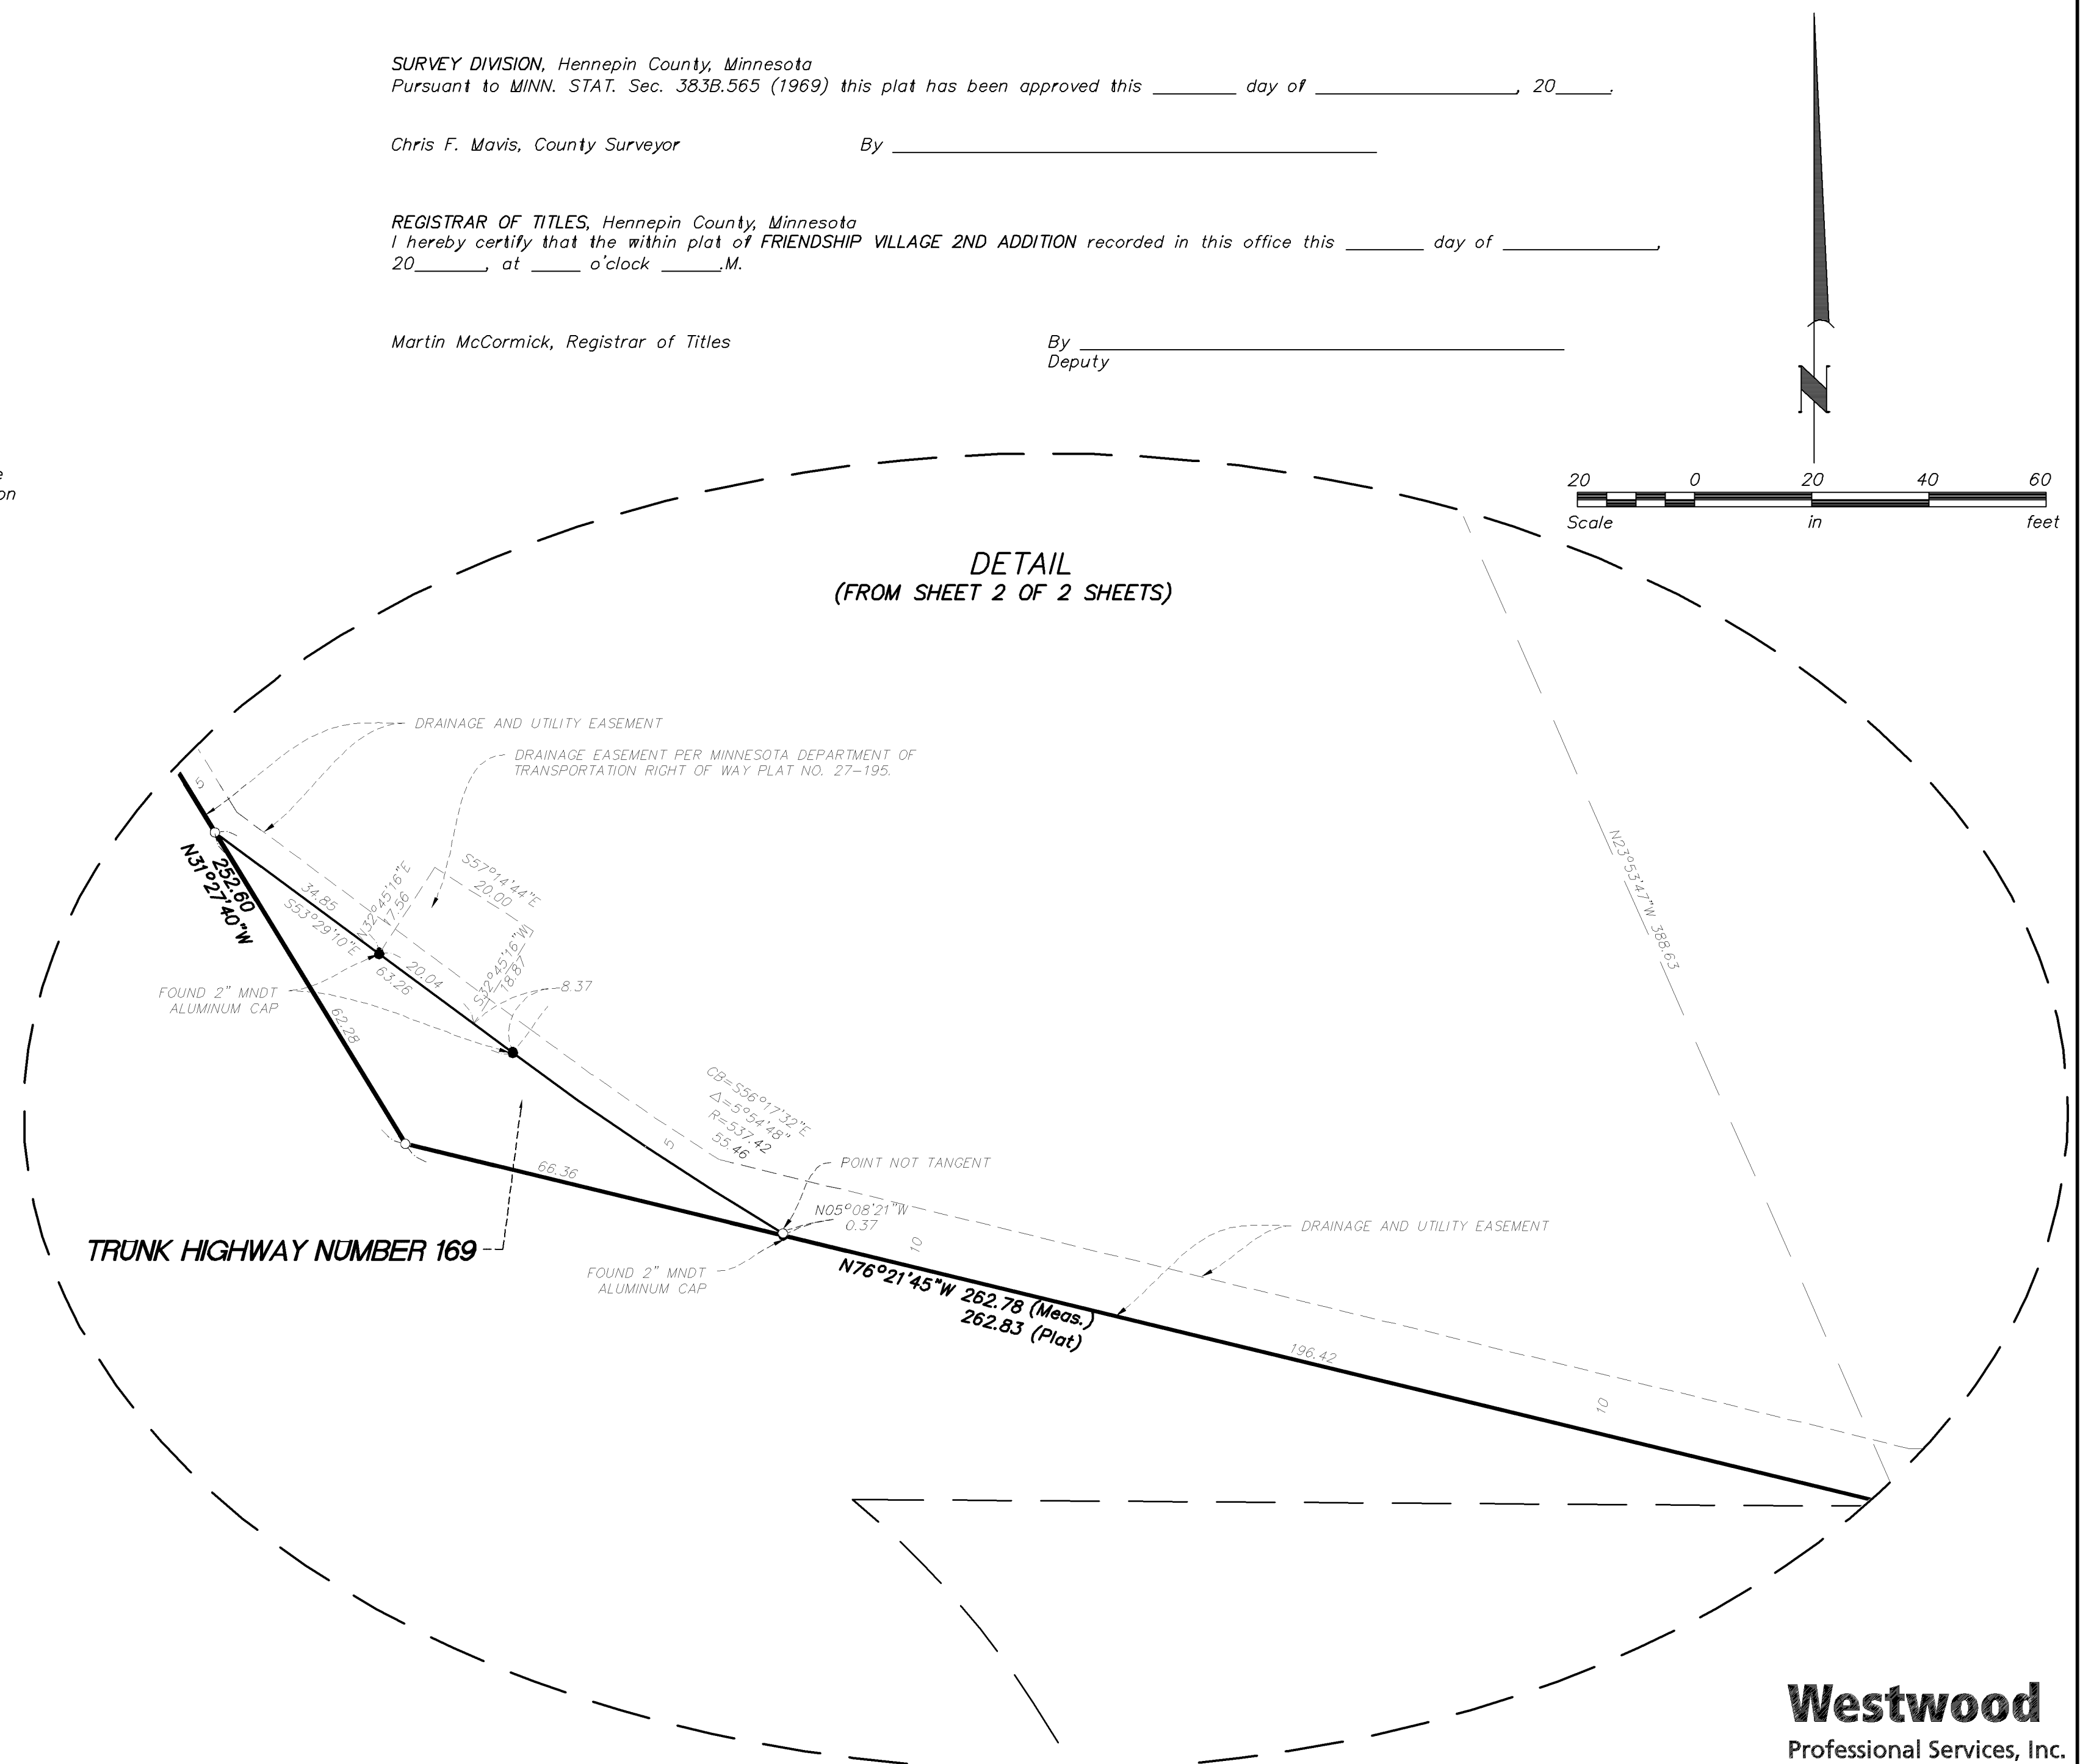 SURVEY DIVISION, Hennepin County, Minnesota
Pursuant to MINN. STAT. Sec. 383B.565 (1969) this plat has been approved this ________ day of ____________________, 20_____.
Chris F. Mavis, County Surveyor By ____________________
REGISTRAR OF TITLES, Hennepin County, Minnesota
I hereby certify that the within plat of FRIENDSHIP VILLAGE 2ND ADDITION recorded in this office this ________ day of ________________,
20_______, at _____ o'clock ______.M.
Martin McCormick, Registrar of Titles By ____________________
Deputy
N
on
20 0 20 40 60
Scale in feet
DETAIL
(FROM SHEET 2 OF 2 SHEETS)
DRAINAGE AND UTILITY EASEMENT
DRAINAGE EASEMENT PER MINNESOTA DEPARTMENT OF
TRANSPORTATION RIGHT OF WAY PLAT NO. 27-195.
5
252.60
N31°27'40"W
34.85
S53°29'10"E
N32°45'16"E
17.56
S57°14'44"E
20.00
S32°45'16"W
18.87
20.04
63.26
8.37
FOUND 2" MNDT
ALUMINUM CAP
62.28
N23°53'47"W 388.63
CB=S56°17'32"E
△=5°54'48"
R=537.42
55.46
5
POINT NOT TANGENT
66.36
N05°08'21"W
0.37
10
TRUNK HIGHWAY NUMBER 169
DRAINAGE AND UTILITY EASEMENT
FOUND 2" MNDT
ALUMINUM CAP
N76°21'45"W 262.78 (Meas.)
262.83 (Plat)
196.42
10
Westwood
Professional Services, Inc.